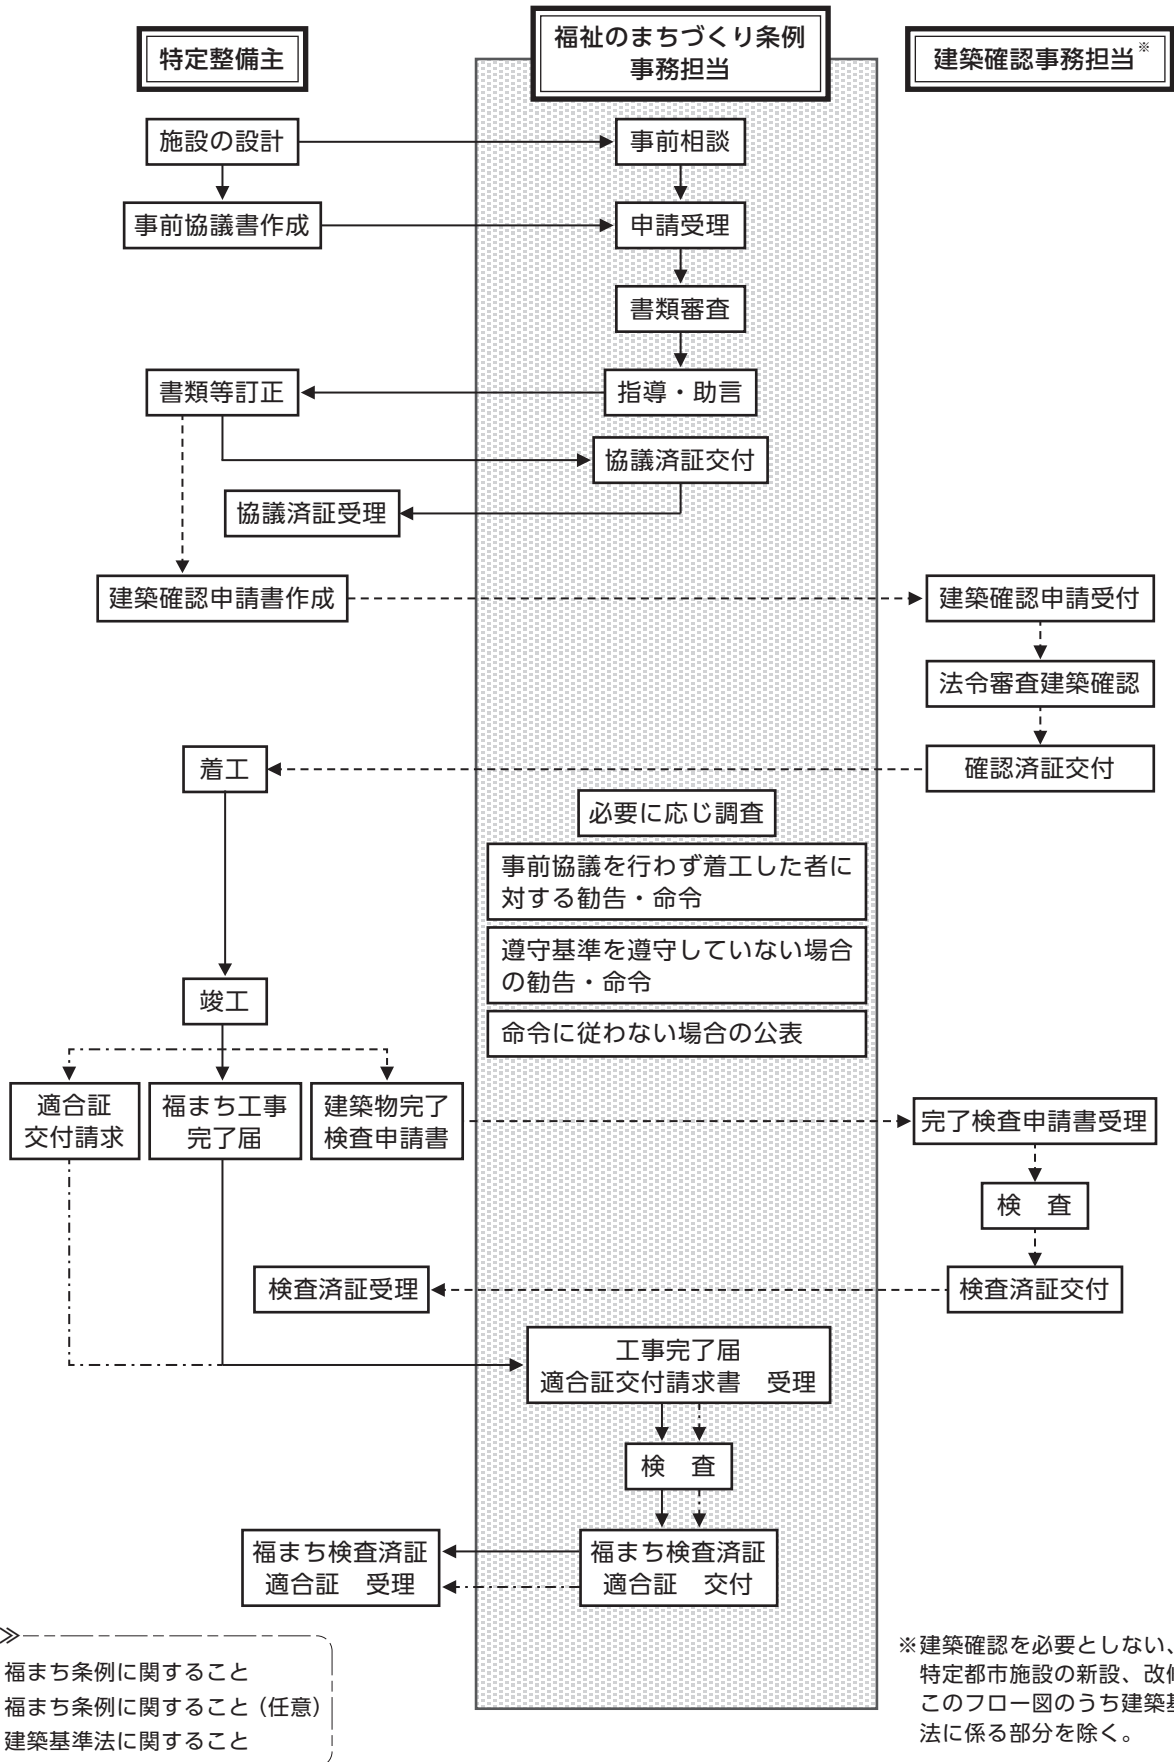 特定整備主
福祉のまちづくり条例
事務担当
建築確認事務担当※
施設の設計
事前相談
事前協議書作成
申請受理
書類審査
書類等訂正
指導・助言
協議済証交付
協議済証受理
建築確認申請書作成
建築確認申請受付
法令審査建築確認
着工
確認済証交付
必要に応じ調査
事前協議を行わず着工した者に
対する勧告・命令
遵守基準を遵守していない場合
の勧告・命令
竣工
命令に従わない場合の公表
適合証
交付請求
福まち工事
完了届
建築物完了
検査申請書
完了検査申請書受理
検　査
検査済証受理
検査済証交付
工事完了届
適合証交付請求書　受理
検　査
福まち検査済証
適合証　受理
福まち検査済証
適合証　交付
≫
福まち条例に関すること
福まち条例に関すること（任意）
建築基準法に関すること
※建築確認を必要としない、
特定都市施設の新設、改修
このフロー図のうち建築基
法に係る部分を除く。